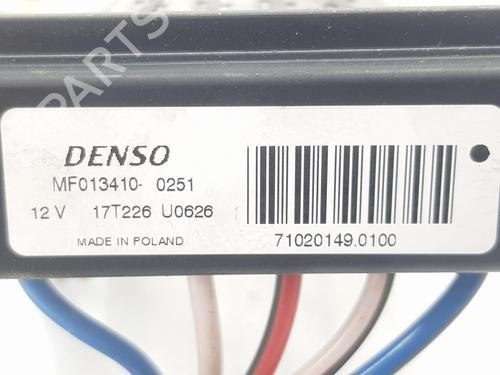 DENSO
MF013410- 0251
12 V 17T226 U0626
MADE IN POLAND
71020149.0100